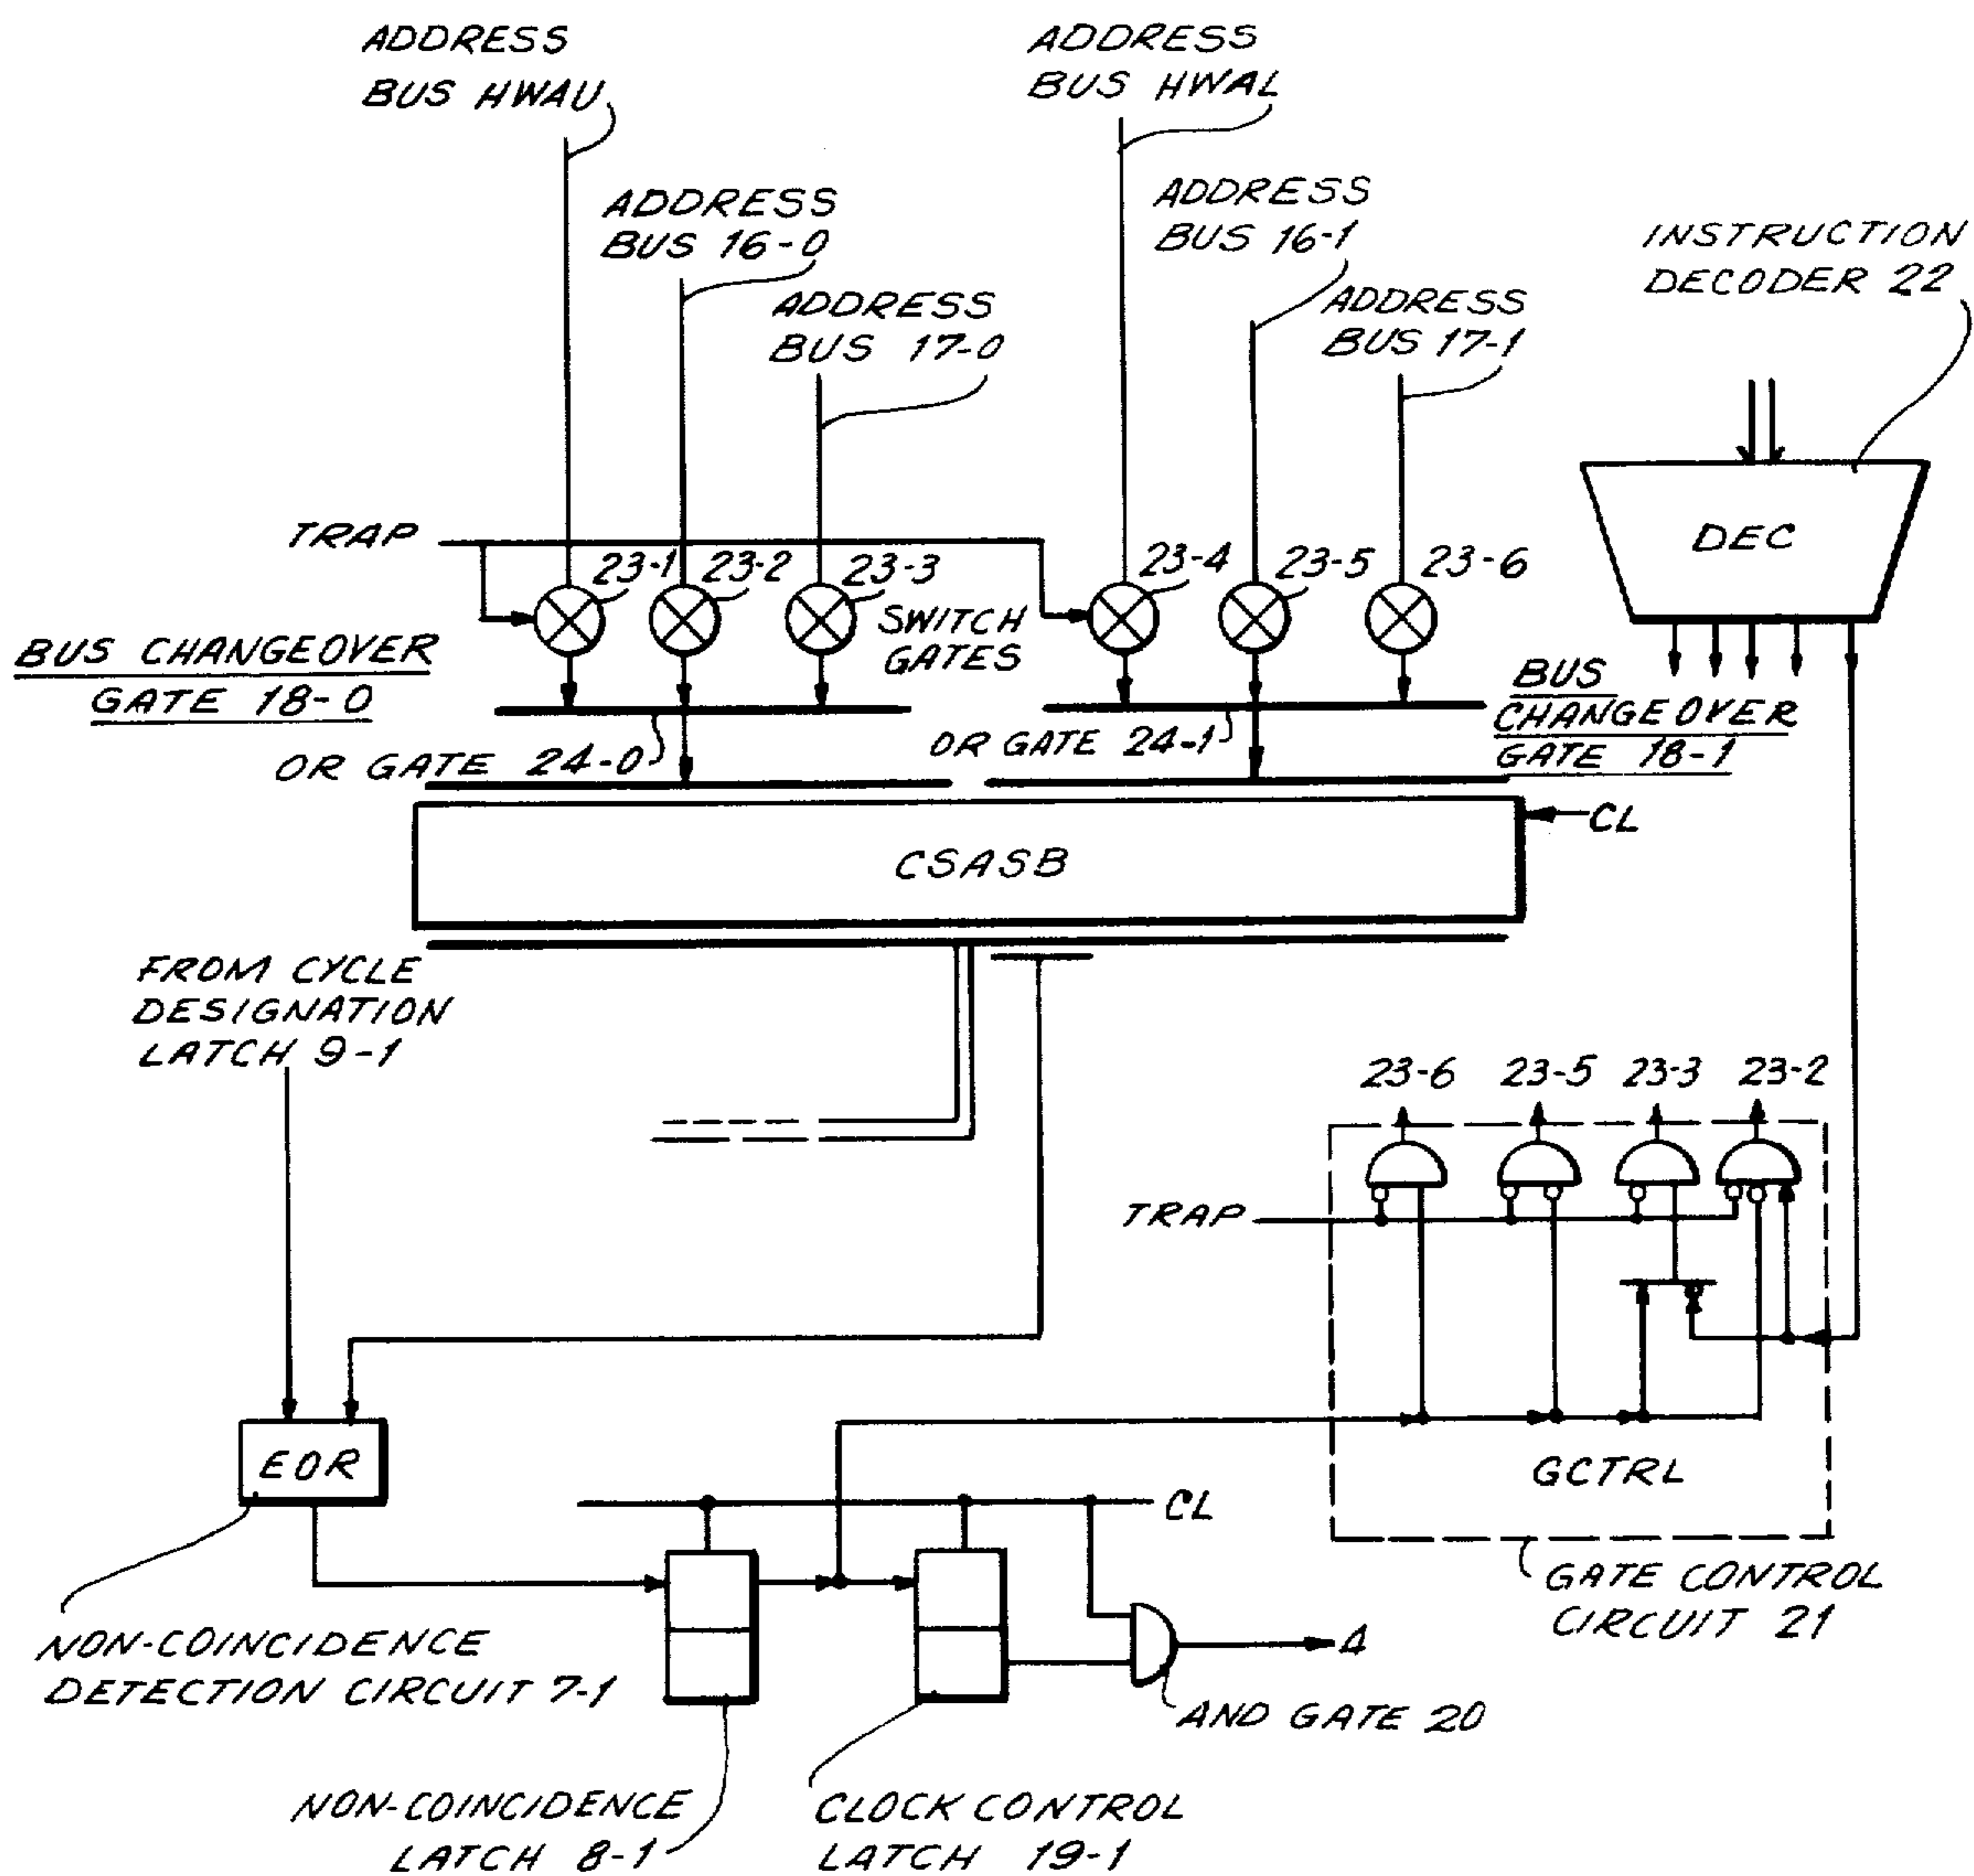 ADDRESS
BUS HWAU
ADDRESS
BUS HWAL
ADDRESS
BUS 16-0
ADDRESS
BUS 16-1
INSTRUCTION
DECODER 22
ADDRESS
BUS 17-0
ADDRESS
BUS 17-1
TRAP
DEC
23-1
23-2
23-3
23-4
23-5
23-6
SWITCH
GATES
BUS CHANGEOVER
GATE 18-0
BUS
CHANGEOVER
GATE 18-1
OR GATE 24-0
OR GATE 24-1
CL
CSASB
FROM CYCLE
DESIGNATION
LATCH 9-1
23-6
23-5
23-3
23-2
TRAP
EOR
GCTRL
CL
GATE CONTROL
CIRCUIT 21
NON-COINCIDENCE
DETECTION CIRCUIT 7-1
A
AND GATE 20
NON-COINCIDENCE
LATCH 8-1
CLOCK CONTROL
LATCH 19-1